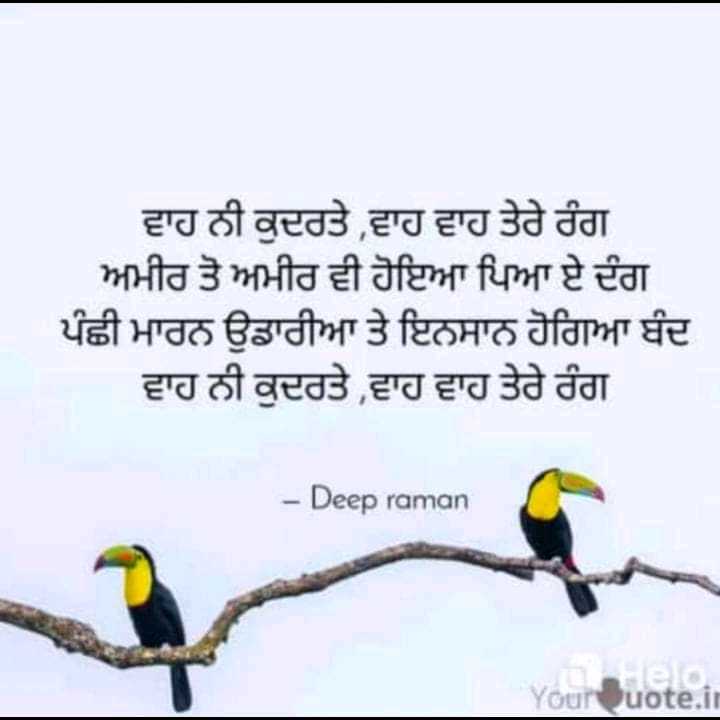 ਵਾਹ ਨੀ ਕੁਦਰਤੇ ,ਵਾਹ ਵਾਹ ਤੇਰੇ ਰੰਗ
ਅਮੀਰ ਤੋ ਅਮੀਰ ਵੀ ਹੋਇਆ ਪਿਆ ਏ ਦੰਗ
ਪੰਛੀ ਮਾਰਨ ਉਡਾਰੀਆ ਤੇ ਇਨਸਾਨ ਹੋਗਿਆ ਬੰਦ
ਵਾਹ ਨੀ ਕੁਦਰਤੇ ,ਵਾਹ ਵਾਹ ਤੇਰੇ ਰੰਗ
– Deep raman
Helo
YourQuote.in